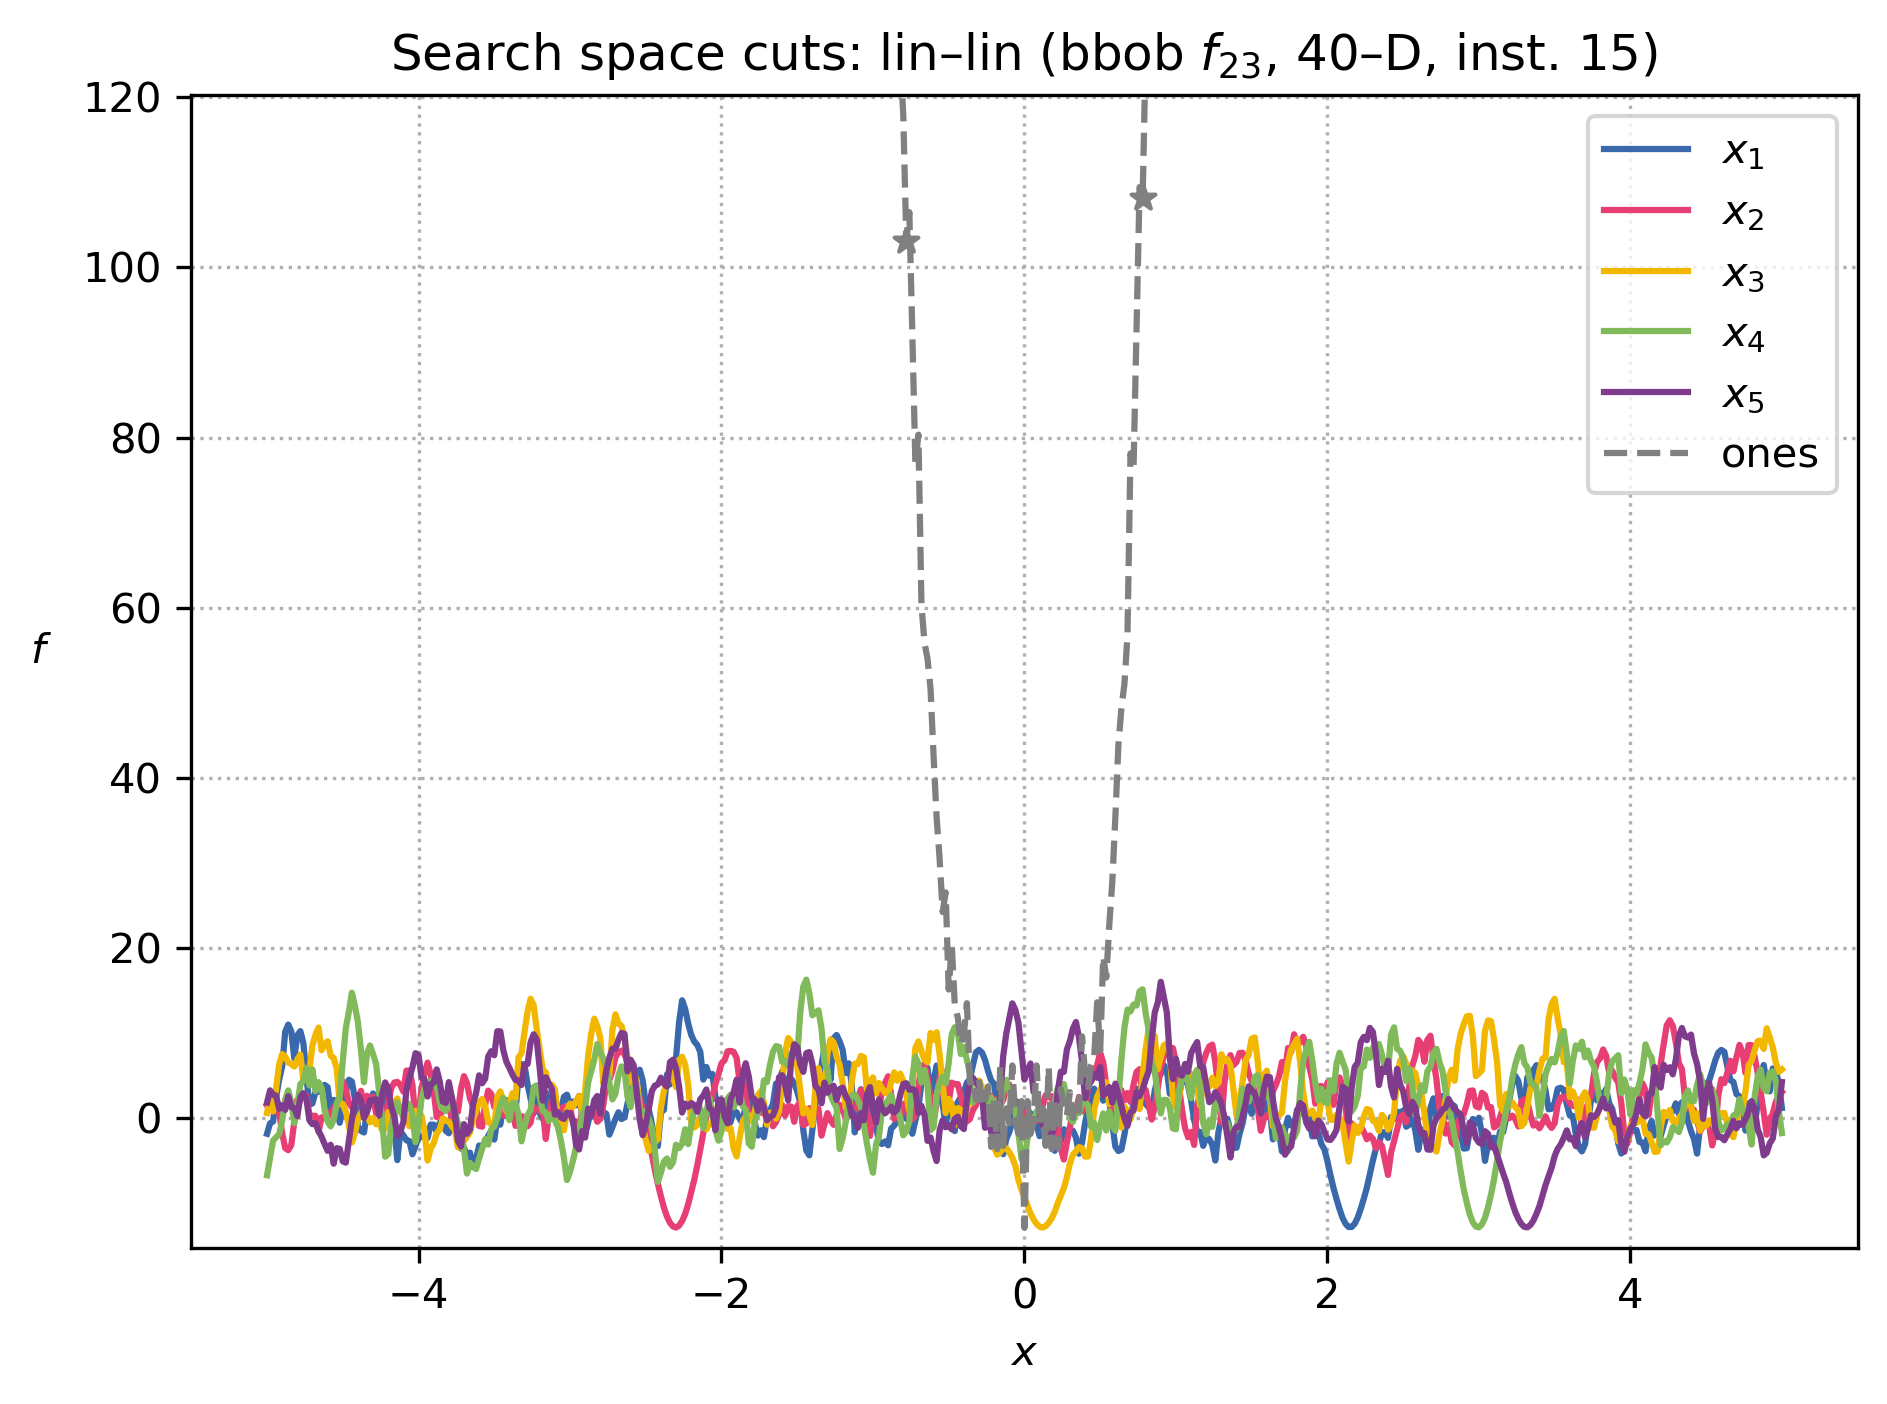 Search space cuts: lin–lin (bbob f₂₃, 40–D, inst. 15)
120
100
80
60
40
20
0
f
−4
−2
0
2
4
x
x₁
x₂
x₃
x₄
x₅
ones